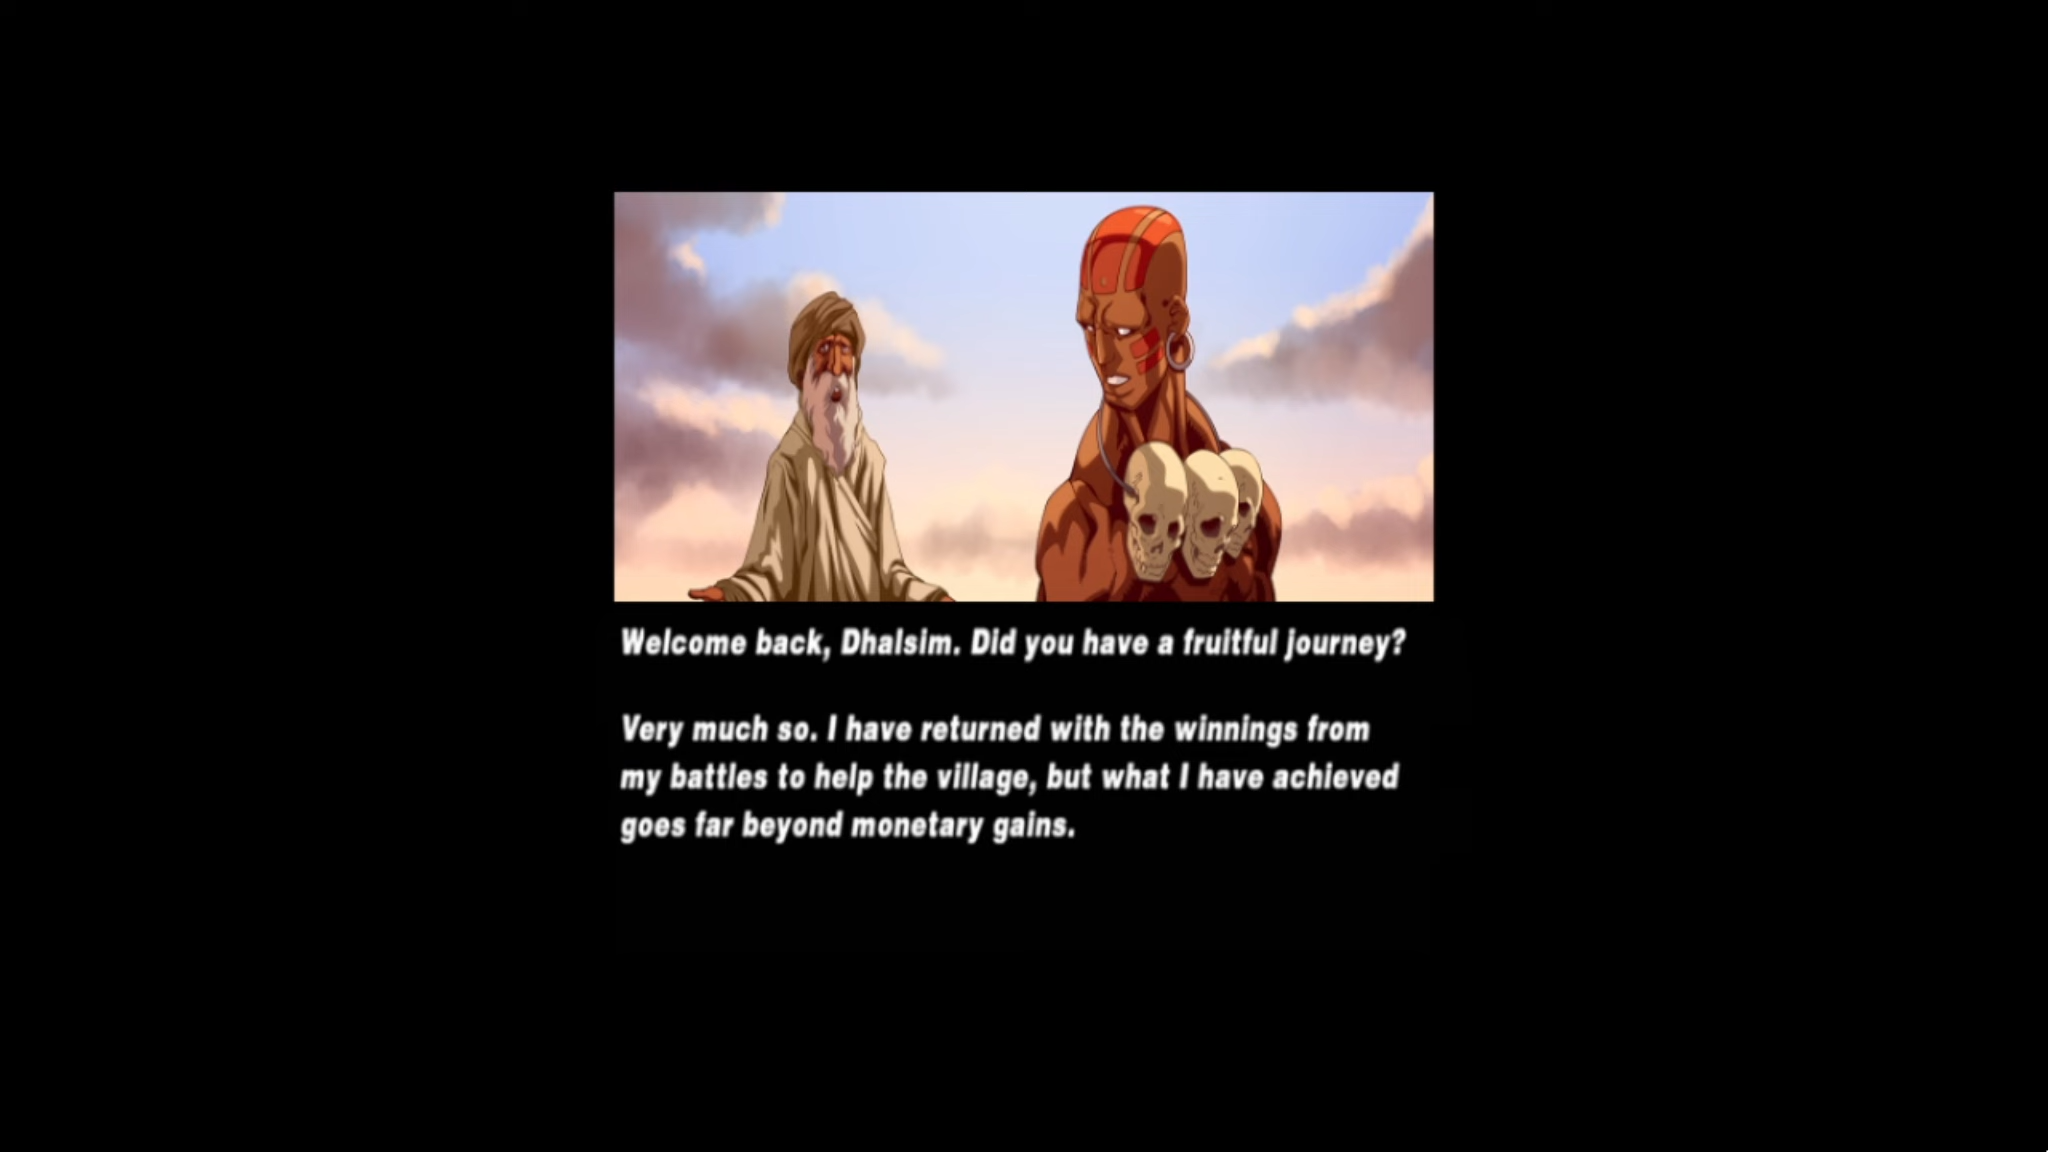 Welcome back, Dhalsim. Did you have a fruitful journey?
Very much so. I have returned with the winnings from
my battles to help the village, but what I have achieved
goes far beyond monetary gains.